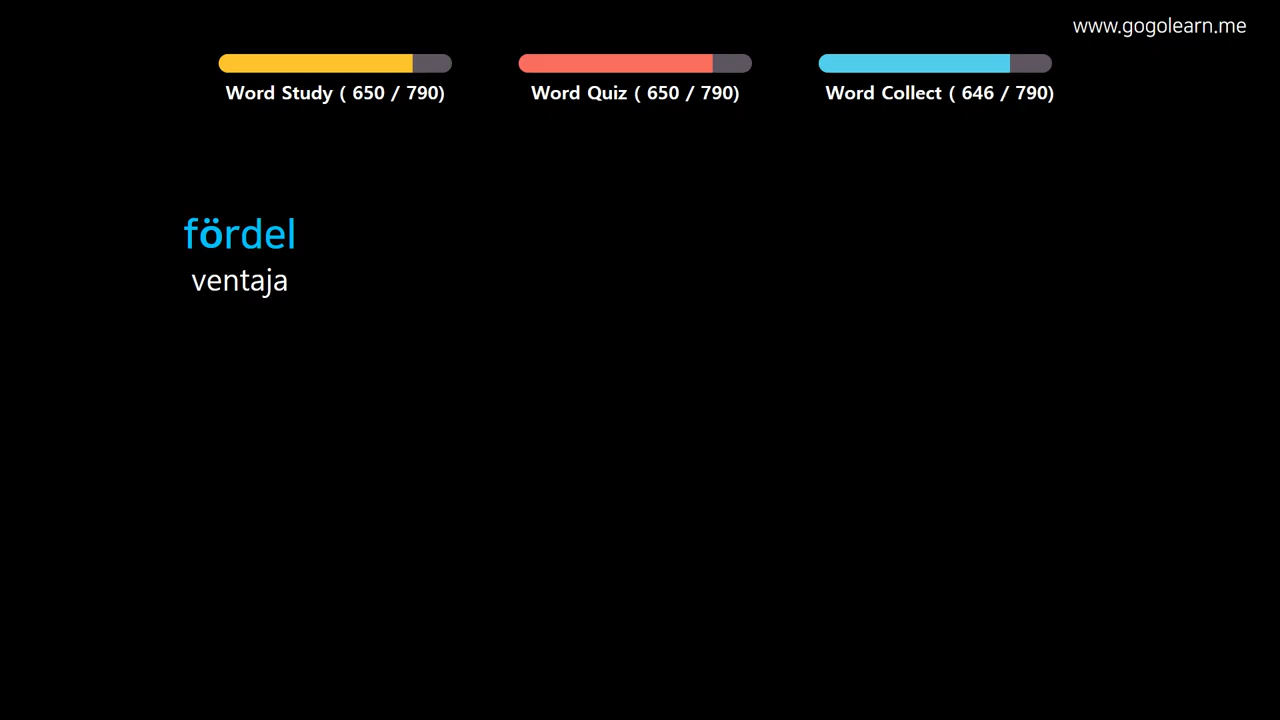 www.gogolearn.me
Word Study ( 650 / 790)
Word Quiz ( 650 / 790)
Word Collect ( 646 / 790)
fördel
ventaja